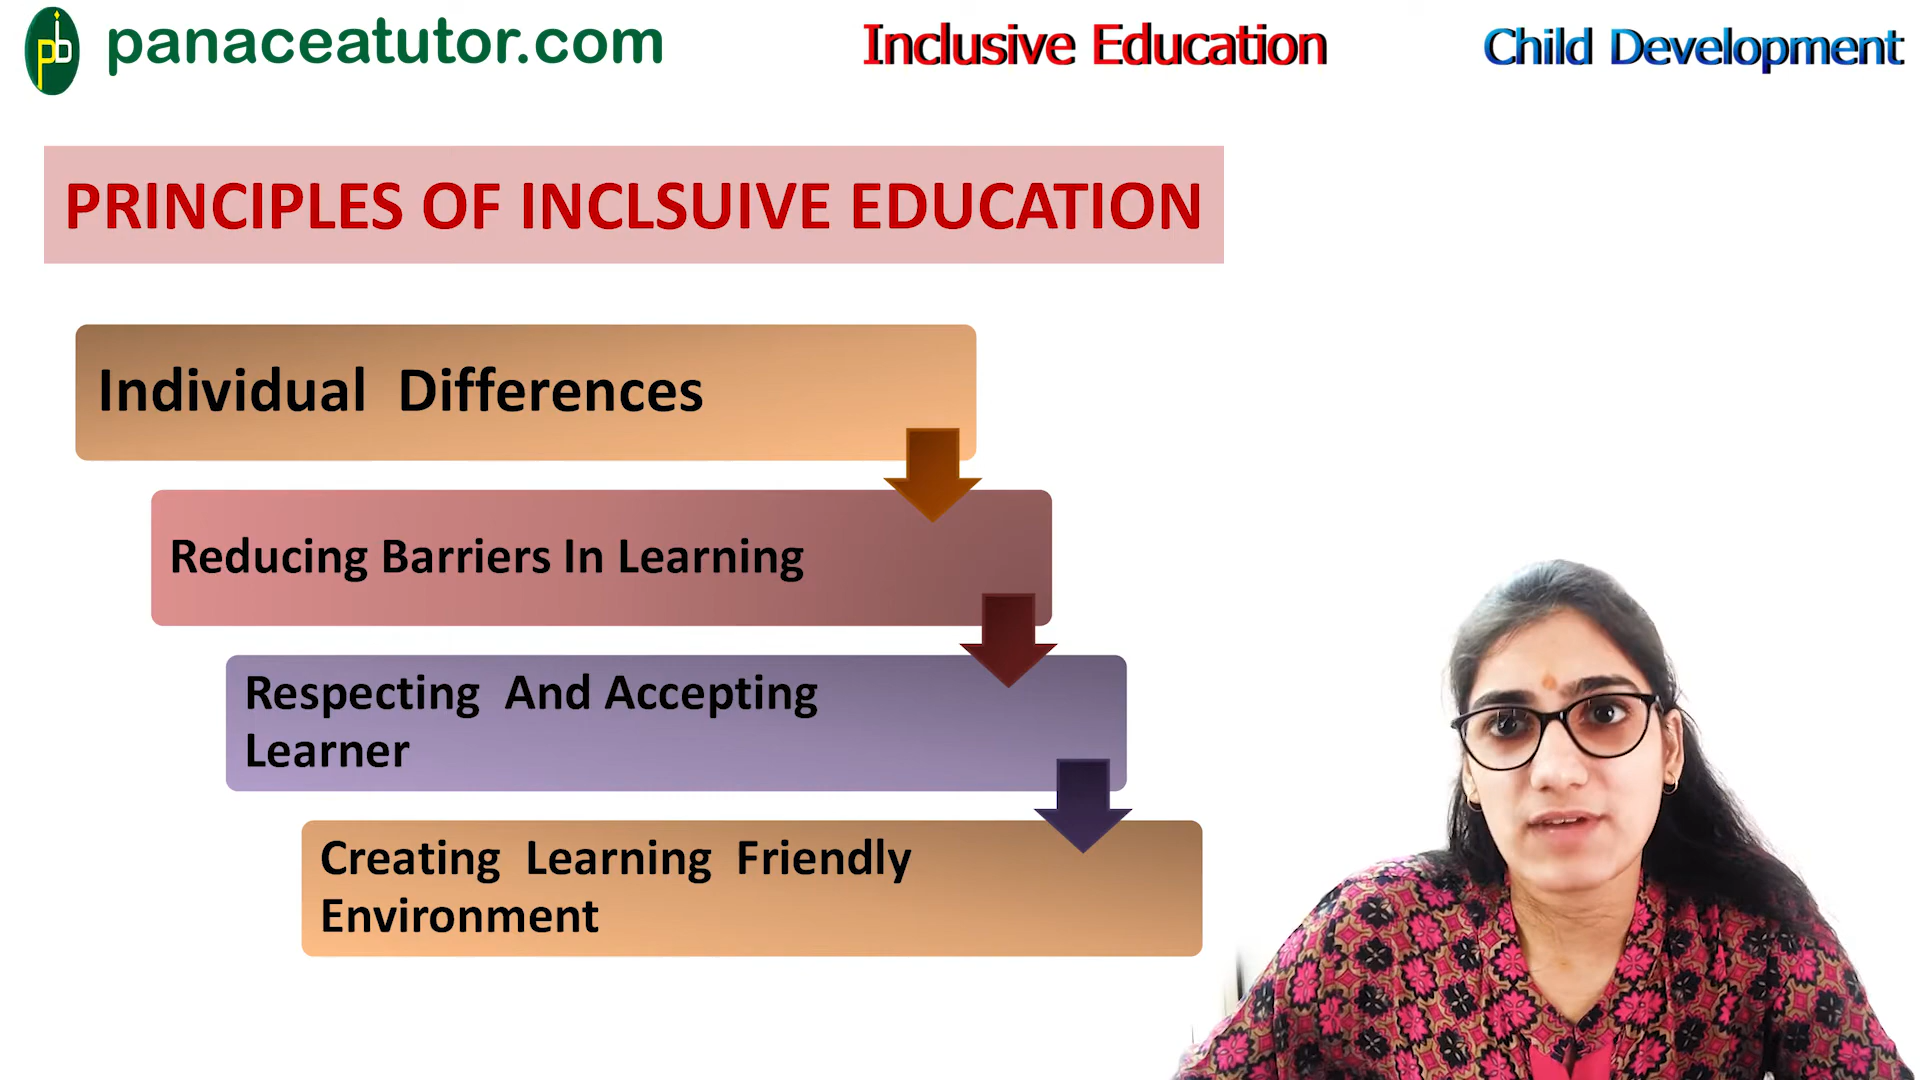 pb panaceatutor.com
Inclusive Education
Child Development
PRINCIPLES OF INCLSUIVE EDUCATION
Individual Differences
Reducing Barriers In Learning
Respecting And Accepting
Learner
Creating Learning Friendly
Environment